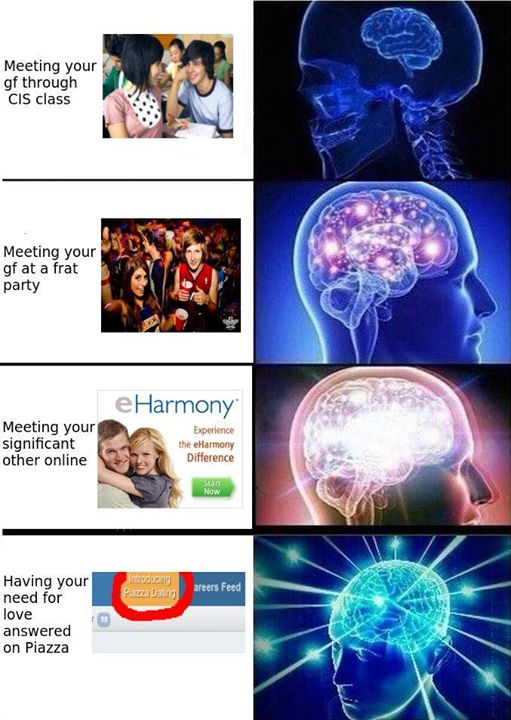 Meeting your
gf through
CIS class
Meeting your
gf at a frat
party
Meeting your
significant
other online
eHarmony
Experience
the eHarmony
Difference
Start
Now
Having your
need for
love
answered
on Piazza
Introducing
Piazza Dating
areers Feed